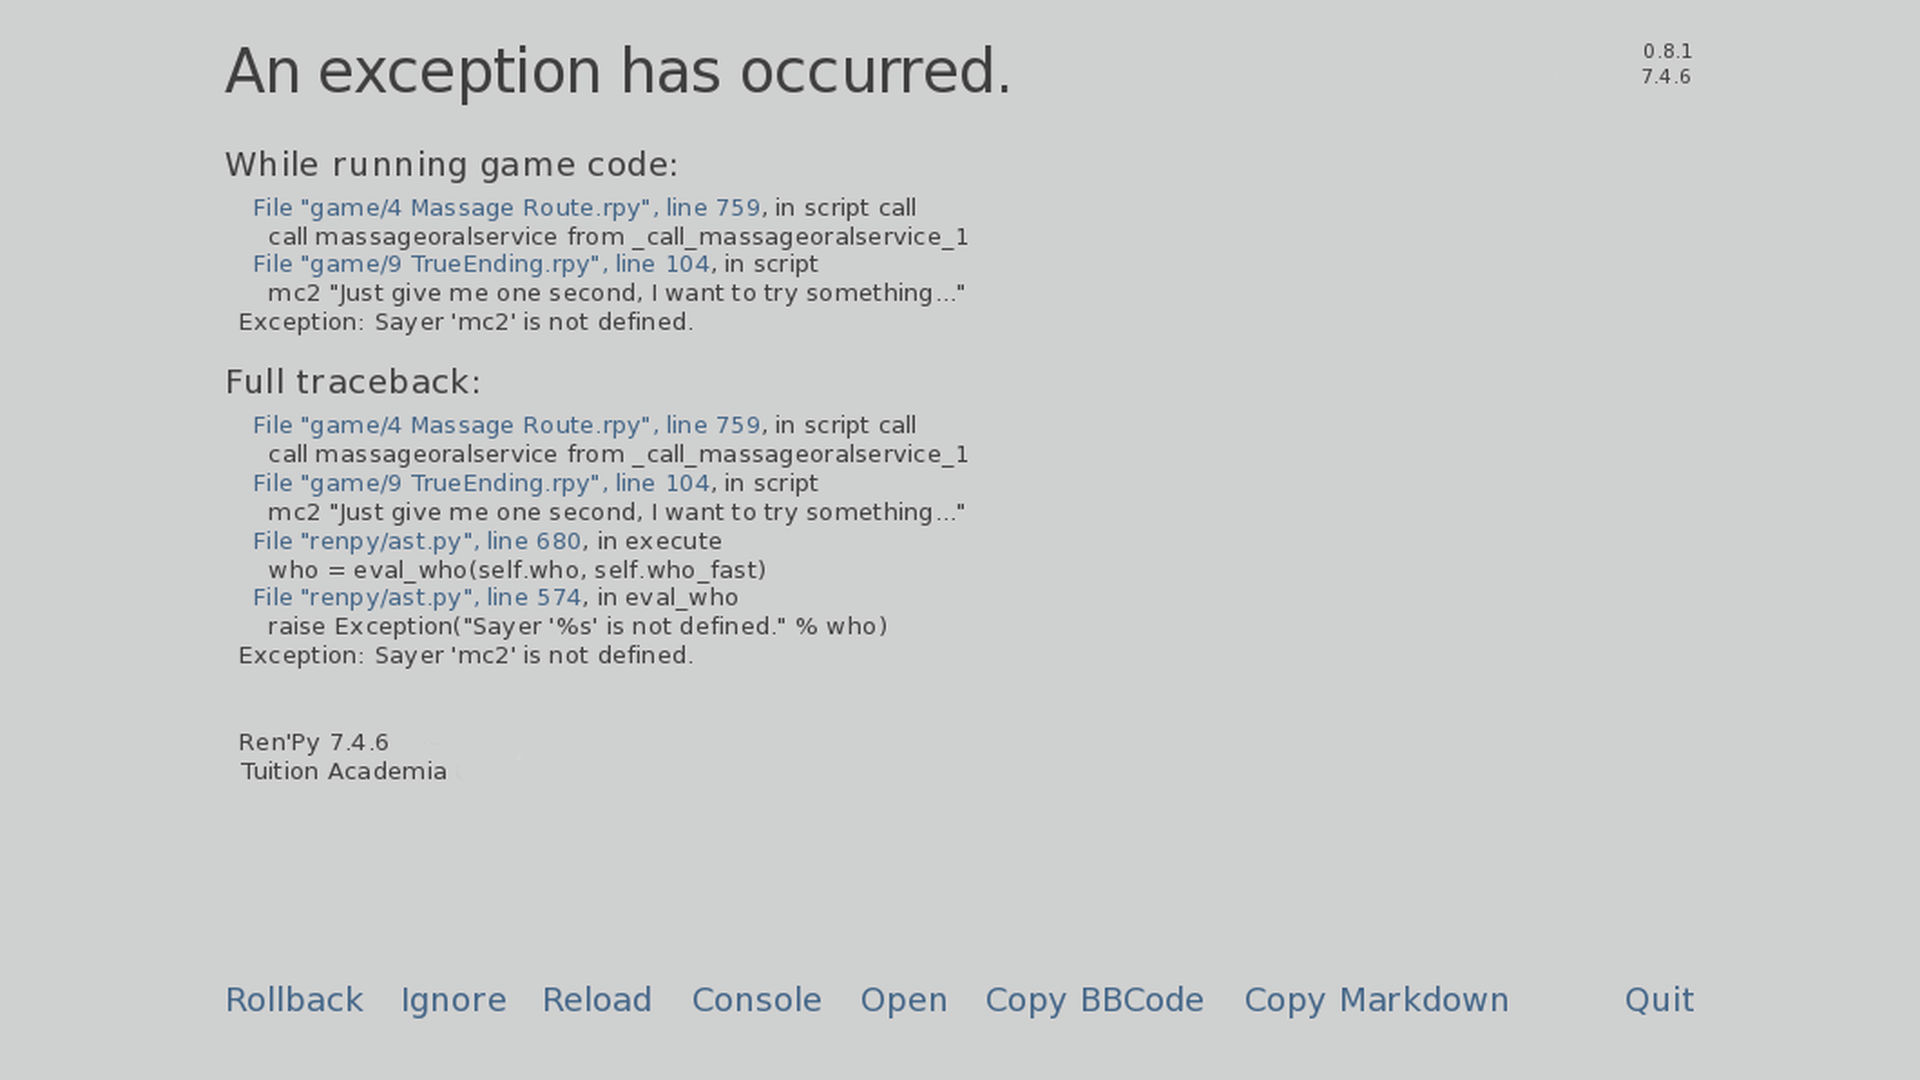 An exception has occurred.
0.8.1
7.4.6
While running game code:
File "game/4 Massage Route.rpy", line 759, in script call
call massageoralservice from _call_massageoralservice_1
File "game/9 TrueEnding.rpy", line 104, in script
mc2 "Just give me one second, I want to try something..."
Exception: Sayer 'mc2' is not defined.
Full traceback:
File "game/4 Massage Route.rpy", line 759, in script call
call massageoralservice from _call_massageoralservice_1
File "game/9 TrueEnding.rpy", line 104, in script
mc2 "Just give me one second, I want to try something..."
File "renpy/ast.py", line 680, in execute
who = eval_who(self.who, self.who_fast)
File "renpy/ast.py", line 574, in eval_who
raise Exception("Sayer '%s' is not defined." % who)
Exception: Sayer 'mc2' is not defined.
Ren'Py 7.4.6
Tuition Academia
Rollback Ignore Reload Console Open Copy BBCode Copy Markdown Quit